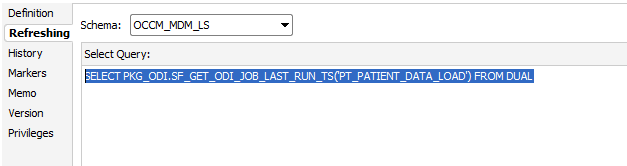 Definition
Refreshing
History
Markers
Memo
Version
Privileges
Schema: OCCM_MDM_LS
Select Query:
SELECT PKG_ODI.SF_GET_ODI_JOB_LAST_RUN_TS('PT_PATIENT_DATA_LOAD') FROM DUAL